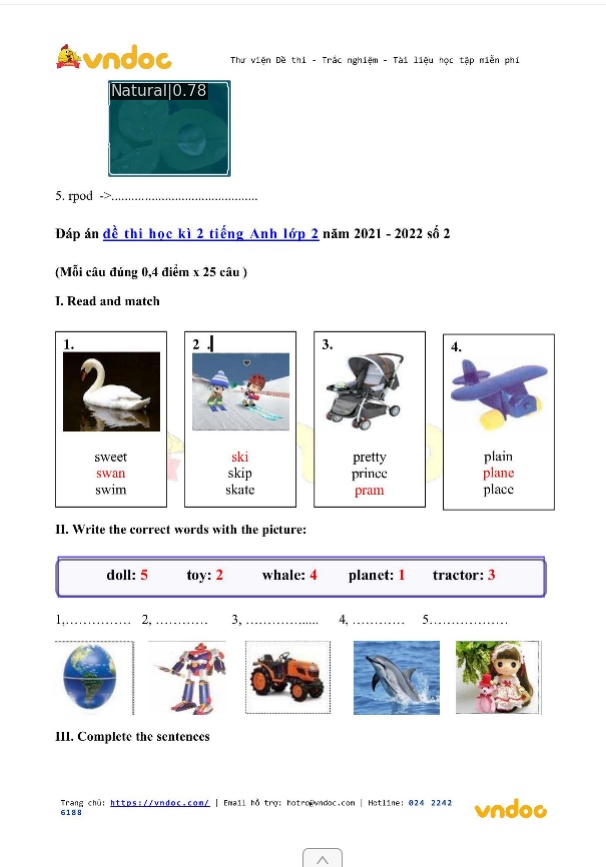 vndoc
Thư viện Đề thi - Trắc nghiệm - Tài liệu học tập miễn phí
Natural|0.78
5. rpod ->............................................
Đáp án đề thi học kì 2 tiếng Anh lớp 2 năm 2021 - 2022 số 2
(Mỗi câu đúng 0,4 điểm x 25 câu )
I. Read and match
1. 2 . 3. 4.
sweet ski pretty plain
swan skip prince plane
swim skate pram place
II. Write the correct words with the picture:
doll: 5 toy: 2 whale: 4 planet: 1 tractor: 3
1,.............. 2, ............ 3, ................... 4, ............ 5..................
III. Complete the sentences
Trang chủ: https://vndoc.com/ | Email hỗ trợ: hotro@vndoc.com | Hotline: 024 2242
6188
vndoc